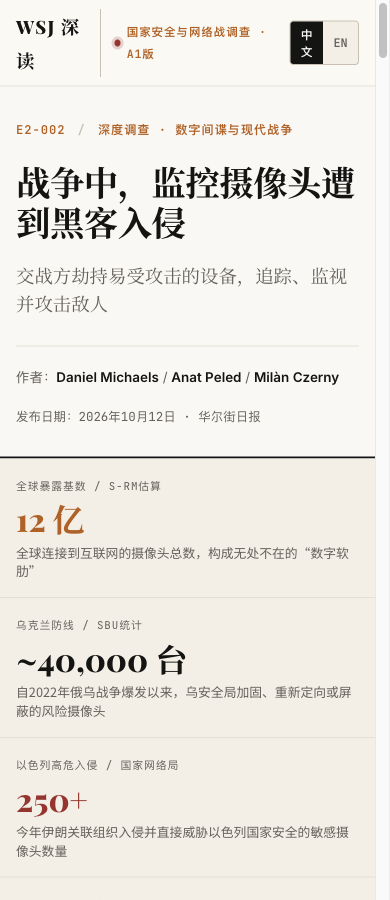 WSJ 深
读
国家安全与网络战调查 ·
A1版
中
文
EN
E2-002 / 深度调查 · 数字间谍与现代战争
战争中，监控摄像头遭
到黑客入侵
交战方劫持易受攻击的设备，追踪、监视
并攻击敌人
作者: Daniel Michaels / Anat Peled / Milàn Czerny
发布日期: 2026年10月12日 · 华尔街日报
全球暴露基数 / S-RM估算
12 亿
全球连接到互联网的摄像头总数，构成无处不在的“数字软
肋”
乌克兰防线 / SBU统计
~40,000 台
自2022年俄乌战争爆发以来，乌安全局加固、重新定向或屏
蔽的风险摄像头
以色列高危入侵 / 国家网络局
250+
今年伊朗关联组织入侵并直接威胁以色列国家安全的敏感摄
像头数量